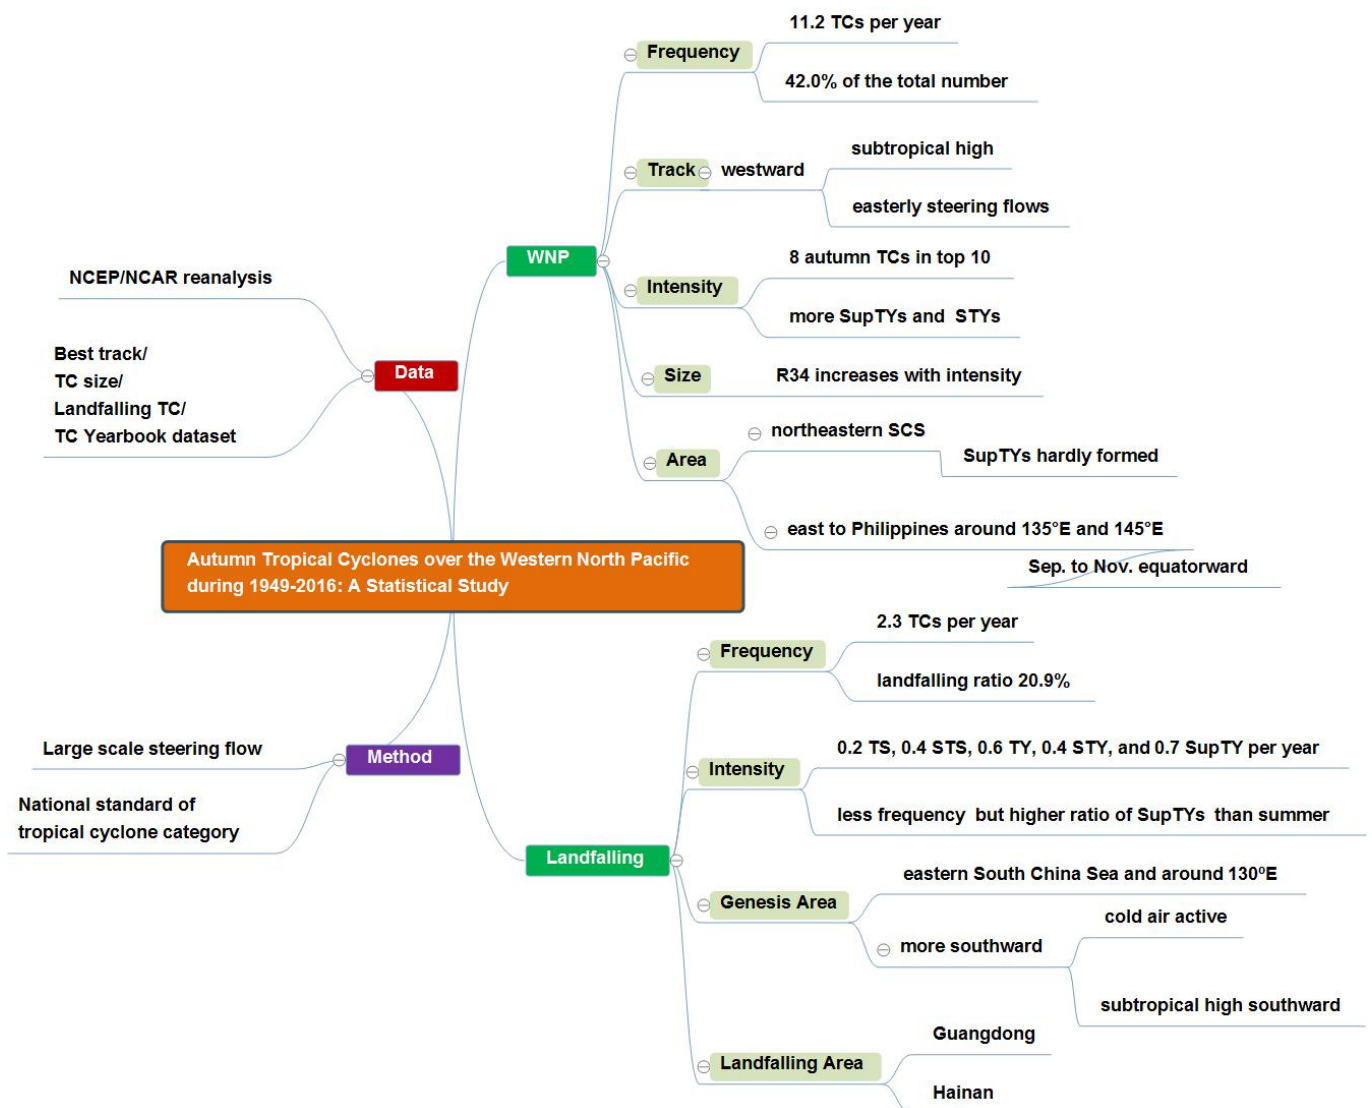 Autumn Tropical Cyclones over the Western North Pacific
during 1949-2016: A Statistical Study
Data
NCEP/NCAR reanalysis
Best track/
TC size/
Landfalling TC/
TC Yearbook dataset
Method
Large scale steering flow
National standard of
tropical cyclone category
WNP
Frequency
11.2 TCs per year
42.0% of the total number
Track
westward
subtropical high
easterly steering flows
Intensity
8 autumn TCs in top 10
more SupTYs and STYs
Size
R34 increases with intensity
Area
northeastern SCS
SupTYs hardly formed
east to Philippines around 135°E and 145°E
Sep. to Nov. equatorward
Landfalling
Frequency
2.3 TCs per year
landfalling ratio 20.9%
Intensity
0.2 TS, 0.4 STS, 0.6 TY, 0.4 STY, and 0.7 SupTY per year
less frequency but higher ratio of SupTYs than summer
Genesis Area
eastern South China Sea and around 130ºE
more southward
cold air active
subtropical high southward
Landfalling Area
Guangdong
Hainan